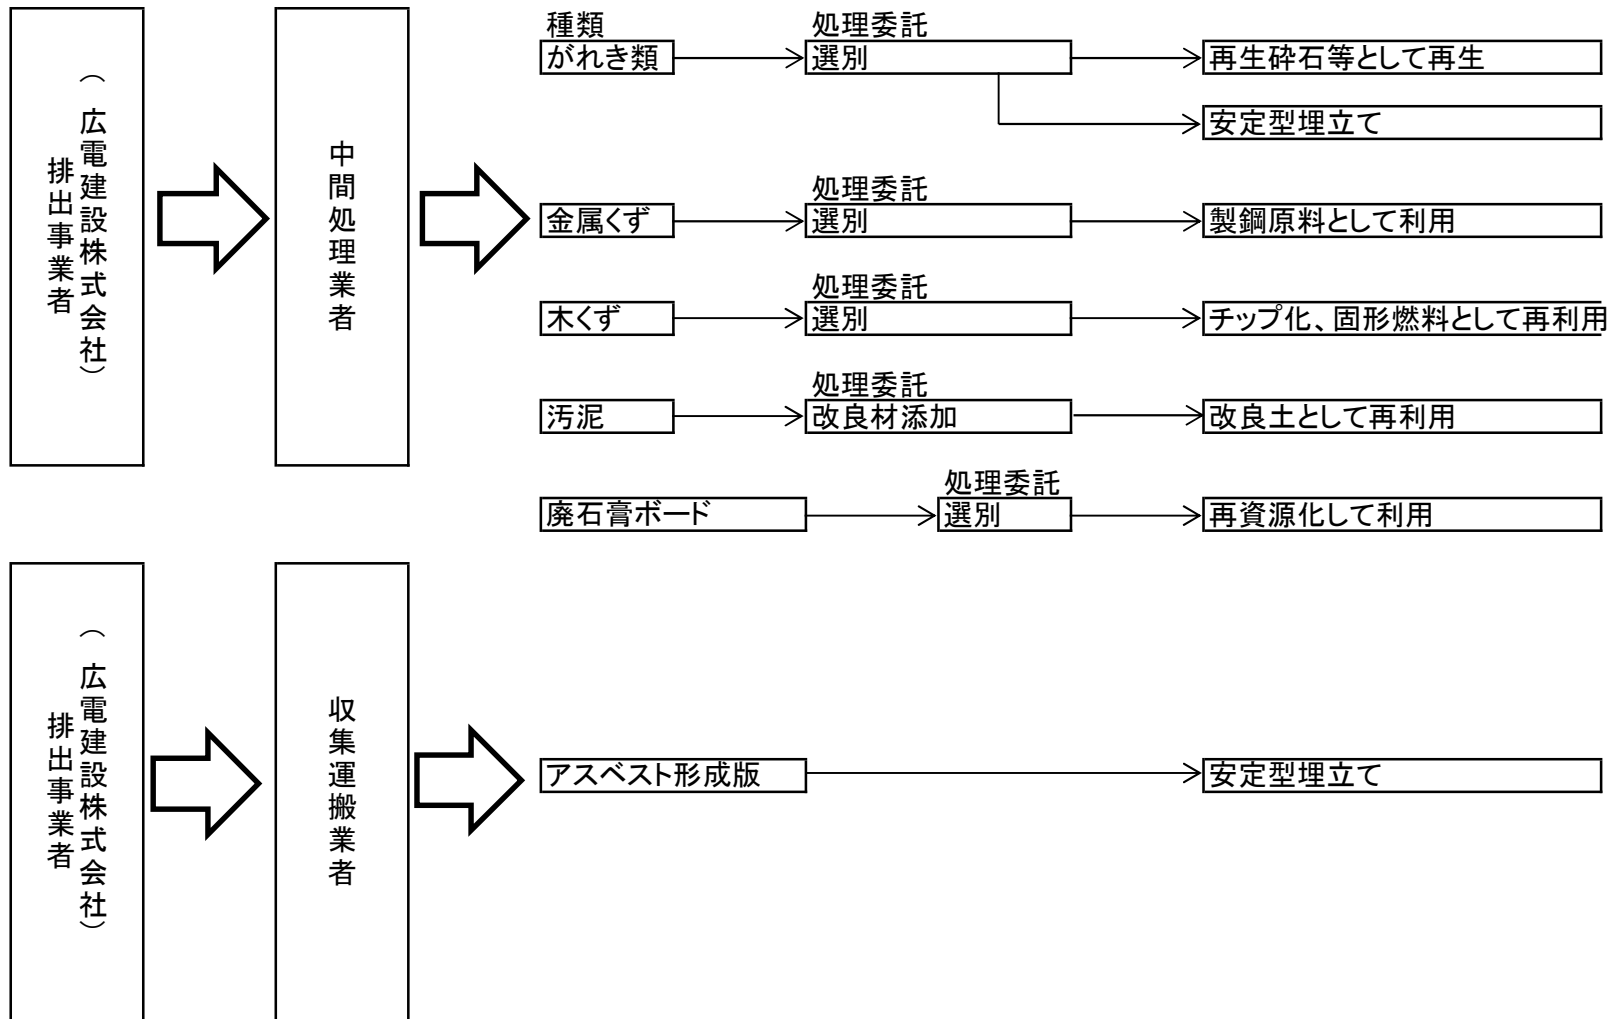 （広電建設株式会社）
排出事業者
中間処理業者
種類
処理委託
がれき類
選別
再生砕石等として再生
安定型埋立て
処理委託
金属くず
選別
製鋼原料として利用
処理委託
木くず
選別
チップ化、固形燃料として再利用
処理委託
汚泥
改良材添加
改良土として再利用
処理委託
廃石膏ボード
選別
再資源化して利用
（広電建設株式会社）
排出事業者
収集運搬業者
アスベスト形成版
安定型埋立て